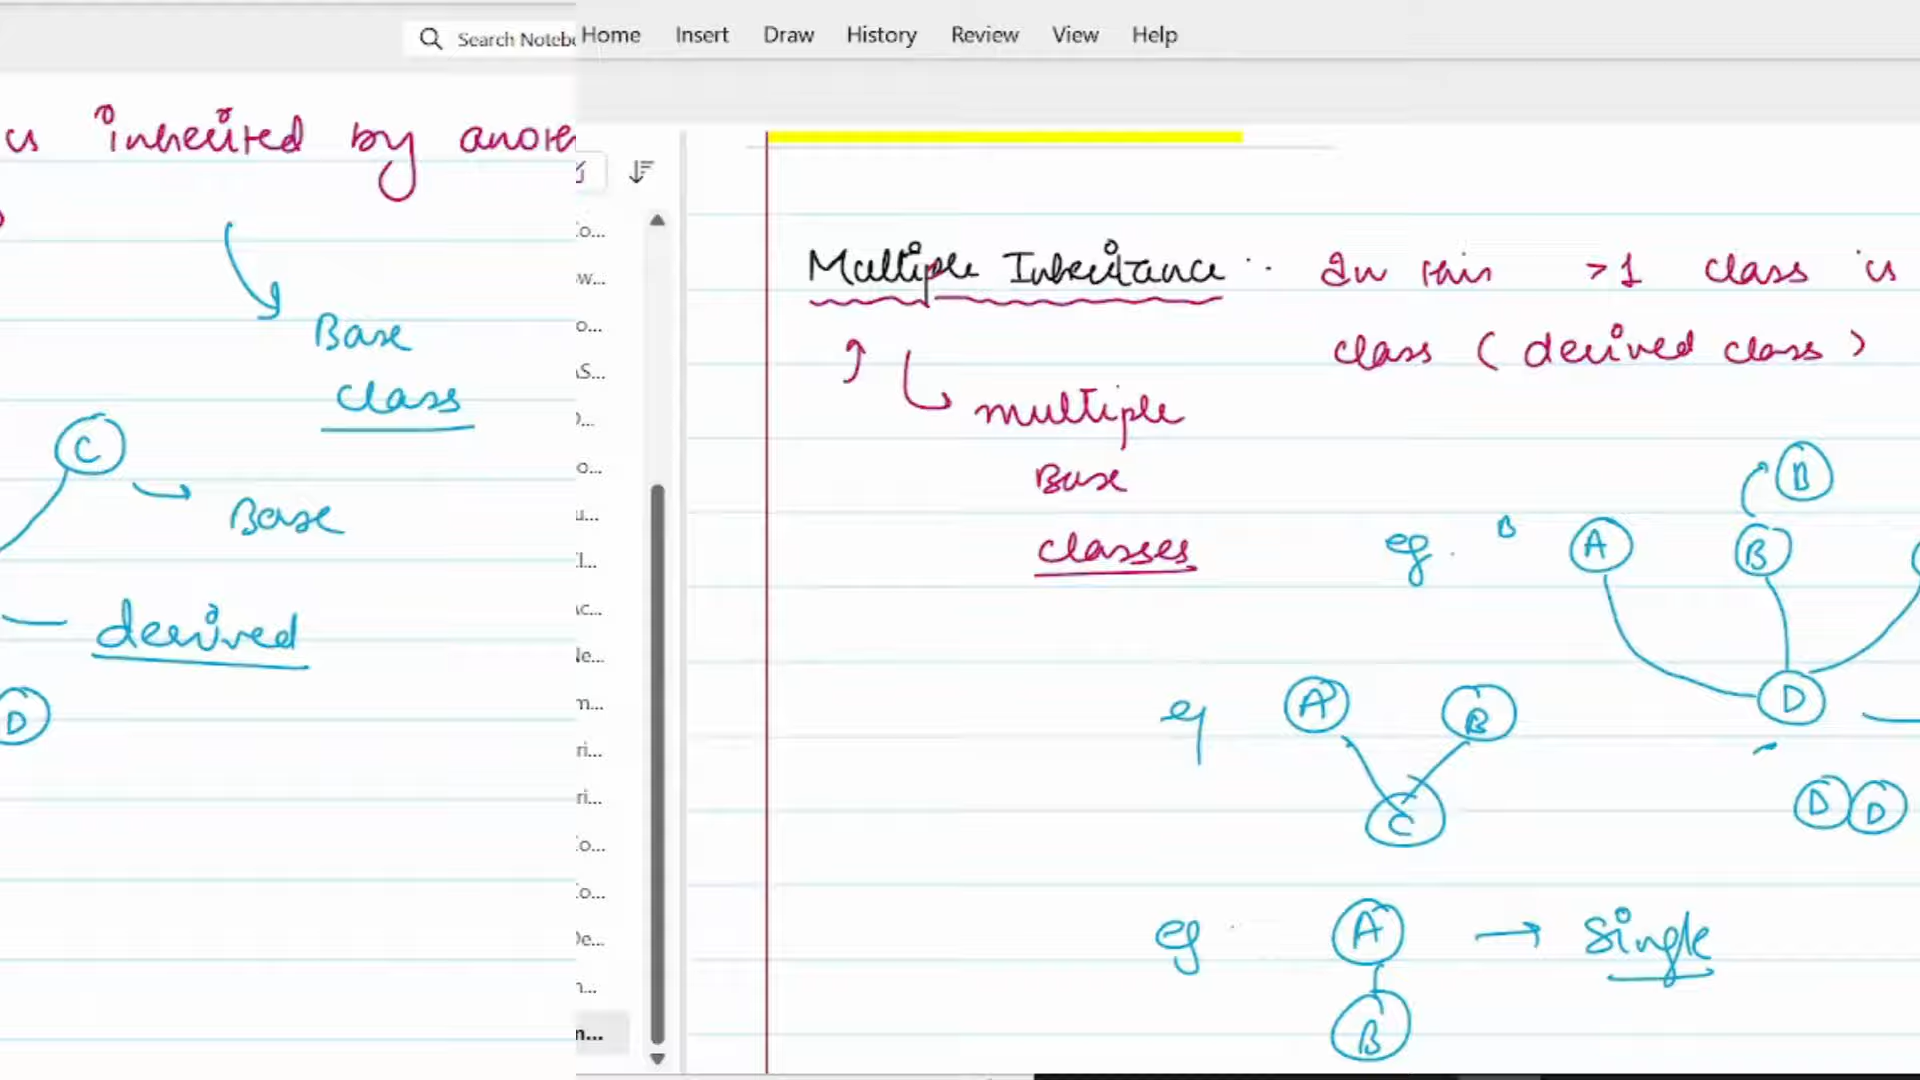 Search Notebo
Home Insert Draw History Review View Help
is inherited by anothe
Base
class
C
Base
derived
D
Multiple Inheritance : In this >1 class is
class (derived class)
multiple
Base
classes
B
eg. B A B
D
eg A B
C
D D
eg A → Single
B